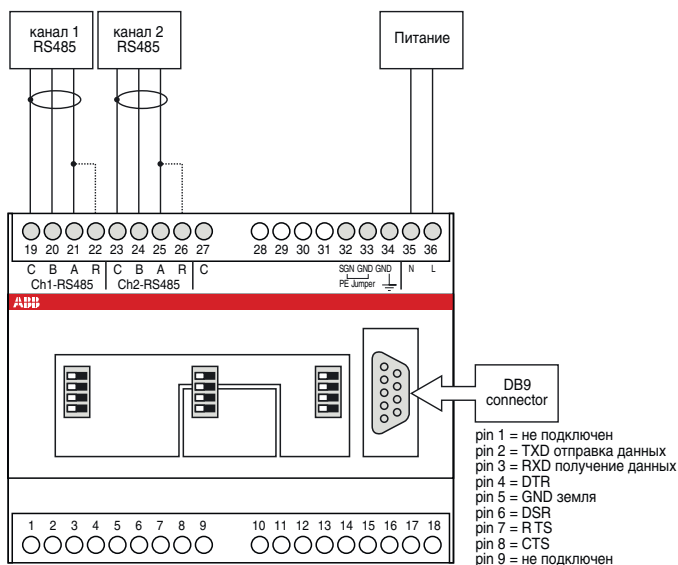 канал 1
RS485
канал 2
RS485
Питание
19 20 21 22 23 24 25 26 27 28 29 30 31 32 33 34 35 36
C B A R C B A R C SGN GND GND N L
Ch1-RS485 Ch2-RS485 PE Jumper
ABB
DB9
connector
pin 1 = не подключен
pin 2 = TXD отправка данных
pin 3 = RXD получение данных
pin 4 = DTR
pin 5 = GND земля
pin 6 = DSR
pin 7 = R TS
pin 8 = CTS
pin 9 = не подключен
1 2 3 4 5 6 7 8 9 10 11 12 13 14 15 16 17 18